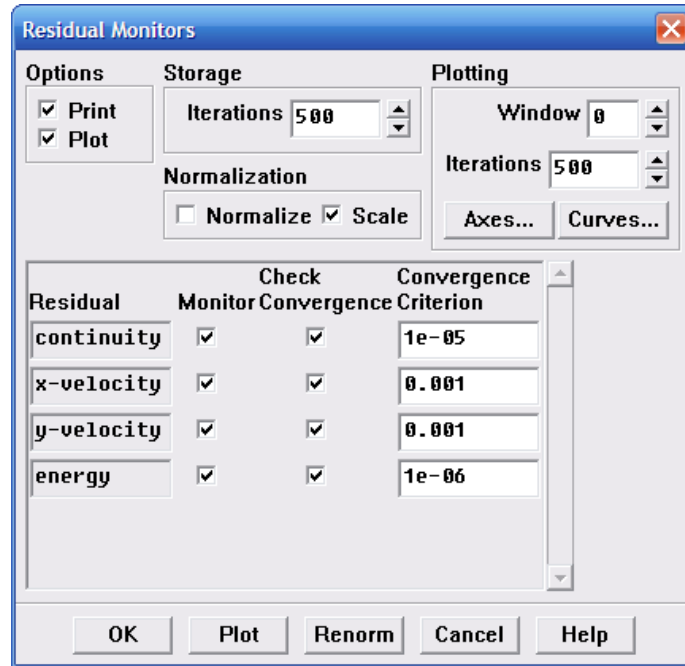 Residual Monitors
Options
Print
Plot
Storage
Iterations 500
Normalization
Normalize Scale
Plotting
Window 0
Iterations 500
Axes... Curves...
Residual Monitor Check Convergence Convergence Criterion
continuity 1e-05
x-velocity 0.001
y-velocity 0.001
energy 1e-06
OK Plot Renorm Cancel Help